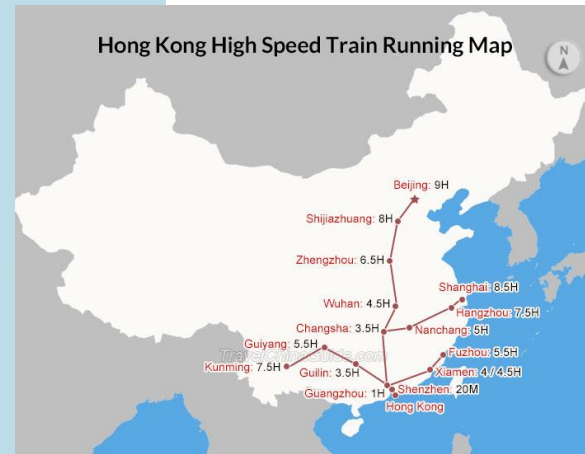 Hong Kong High Speed Train Running Map
N
Beijing: 9H
Shijiazhuang: 8H
Zhengzhou: 6.5H
Shanghai: 8.5H
Wuhan: 4.5H
Hangzhou: 7.5H
Changsha: 3.5H
Nanchang: 5H
Guiyang: 5.5H
Fuzhou: 5.5H
TravelChinaGuide.com
Kunming: 7.5H
Guilin: 3.5H
Xiamen: 4 / 4.5H
Guangzhou: 1H
Shenzhen: 20M
Hong Kong